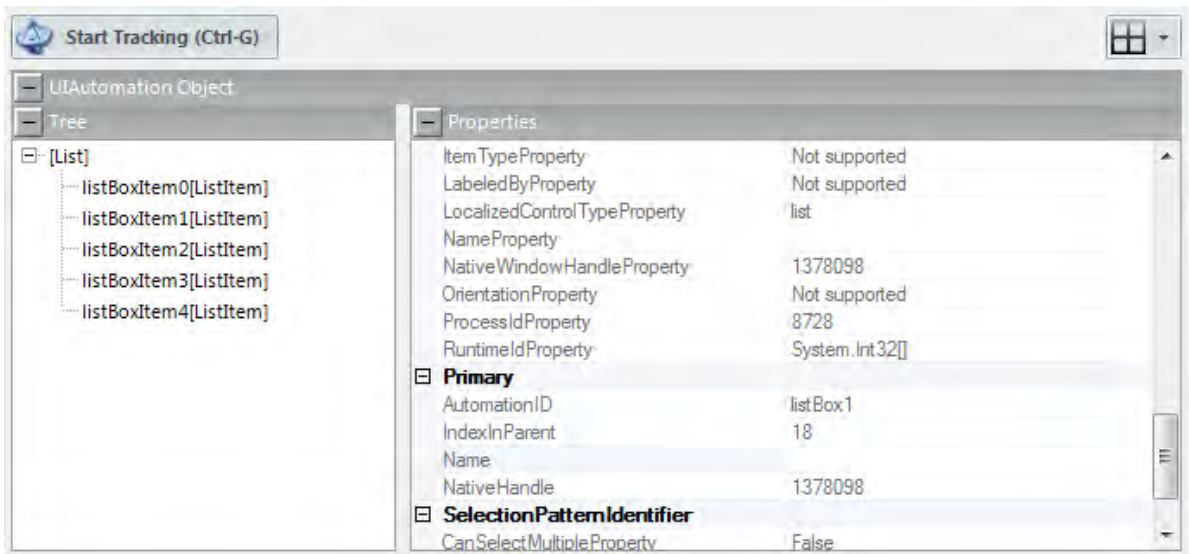 Start Tracking (Ctrl-G)
UIAutomation Object
Tree
[List]
listBoxItem0[ListItem]
listBoxItem1[ListItem]
listBoxItem2[ListItem]
listBoxItem3[ListItem]
listBoxItem4[ListItem]
Properties
ItemTypeProperty Not supported
LabeledByProperty Not supported
LocalizedControlTypeProperty list
NameProperty
NativeWindowHandleProperty 1378098
OrientationProperty Not supported
ProcessIdProperty 8728
RuntimeIdProperty System.Int32[]
Primary
AutomationID listBox1
IndexInParent 18
Name
NativeHandle 1378098
SelectionPatternIdentifier
CanSelectMultipleProperty False